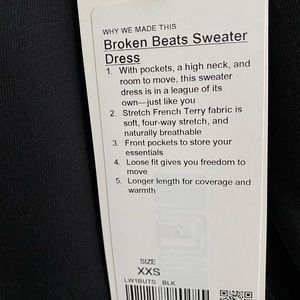 WHY WE MADE THIS
Broken Beats Sweater
Dress
1. With pockets, a high neck, and
room to move, this sweater
dress is in a league of its
own—just like you
2. Stretch French Terry fabric is
soft, four-way stretch, and
naturally breathable
3. Front pockets to store your
essentials
4. Loose fit gives you freedom to
move
5. Longer length for coverage and
warmth
SIZE
XXS
LW1BUTS BLK